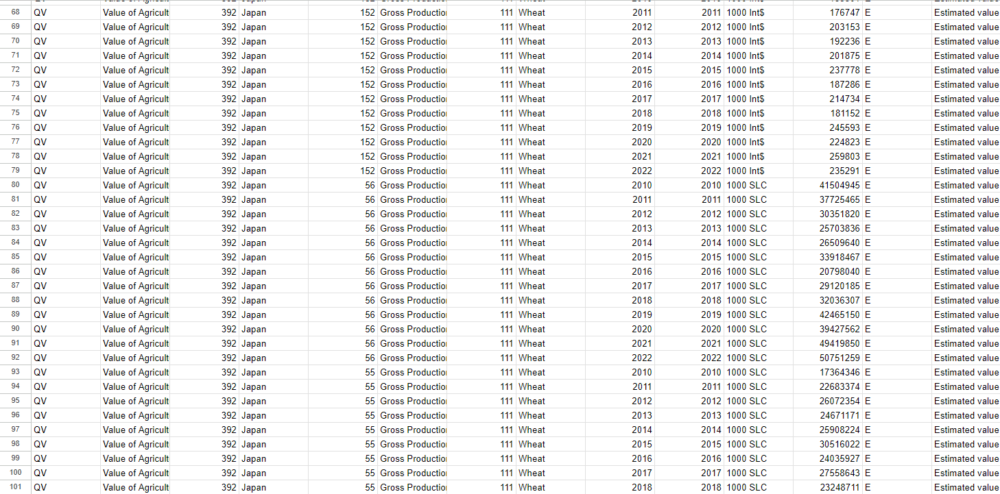 68 QV Value of Agricult 392 Japan 152 Gross Productio 111 Wheat 2011 2011 1000 Int$ 176747 E Estimated value
69 QV Value of Agricult 392 Japan 152 Gross Productio 111 Wheat 2012 2012 1000 Int$ 203153 E Estimated value
70 QV Value of Agricult 392 Japan 152 Gross Productio 111 Wheat 2013 2013 1000 Int$ 192236 E Estimated value
71 QV Value of Agricult 392 Japan 152 Gross Productio 111 Wheat 2014 2014 1000 Int$ 201875 E Estimated value
72 QV Value of Agricult 392 Japan 152 Gross Productio 111 Wheat 2015 2015 1000 Int$ 237778 E Estimated value
73 QV Value of Agricult 392 Japan 152 Gross Productio 111 Wheat 2016 2016 1000 Int$ 187286 E Estimated value
74 QV Value of Agricult 392 Japan 152 Gross Productio 111 Wheat 2017 2017 1000 Int$ 214734 E Estimated value
75 QV Value of Agricult 392 Japan 152 Gross Productio 111 Wheat 2018 2018 1000 Int$ 181152 E Estimated value
76 QV Value of Agricult 392 Japan 152 Gross Productio 111 Wheat 2019 2019 1000 Int$ 245593 E Estimated value
77 QV Value of Agricult 392 Japan 152 Gross Productio 111 Wheat 2020 2020 1000 Int$ 224823 E Estimated value
78 QV Value of Agricult 392 Japan 152 Gross Productio 111 Wheat 2021 2021 1000 Int$ 259803 E Estimated value
79 QV Value of Agricult 392 Japan 152 Gross Productio 111 Wheat 2022 2022 1000 Int$ 235291 E Estimated value
80 QV Value of Agricult 392 Japan 56 Gross Productio 111 Wheat 2010 2010 1000 SLC 41504945 E Estimated value
81 QV Value of Agricult 392 Japan 56 Gross Productio 111 Wheat 2011 2011 1000 SLC 37725465 E Estimated value
82 QV Value of Agricult 392 Japan 56 Gross Productio 111 Wheat 2012 2012 1000 SLC 30351820 E Estimated value
83 QV Value of Agricult 392 Japan 56 Gross Productio 111 Wheat 2013 2013 1000 SLC 25703836 E Estimated value
84 QV Value of Agricult 392 Japan 56 Gross Productio 111 Wheat 2014 2014 1000 SLC 26509640 E Estimated value
85 QV Value of Agricult 392 Japan 56 Gross Productio 111 Wheat 2015 2015 1000 SLC 33918467 E Estimated value
86 QV Value of Agricult 392 Japan 56 Gross Productio 111 Wheat 2016 2016 1000 SLC 20798040 E Estimated value
87 QV Value of Agricult 392 Japan 56 Gross Productio 111 Wheat 2017 2017 1000 SLC 29120185 E Estimated value
88 QV Value of Agricult 392 Japan 56 Gross Productio 111 Wheat 2018 2018 1000 SLC 32036307 E Estimated value
89 QV Value of Agricult 392 Japan 56 Gross Productio 111 Wheat 2019 2019 1000 SLC 42465150 E Estimated value
90 QV Value of Agricult 392 Japan 56 Gross Productio 111 Wheat 2020 2020 1000 SLC 39427562 E Estimated value
91 QV Value of Agricult 392 Japan 56 Gross Productio 111 Wheat 2021 2021 1000 SLC 49419850 E Estimated value
92 QV Value of Agricult 392 Japan 56 Gross Productio 111 Wheat 2022 2022 1000 SLC 50751259 E Estimated value
93 QV Value of Agricult 392 Japan 55 Gross Productio 111 Wheat 2010 2010 1000 SLC 17364346 E Estimated value
94 QV Value of Agricult 392 Japan 55 Gross Productio 111 Wheat 2011 2011 1000 SLC 22683374 E Estimated value
95 QV Value of Agricult 392 Japan 55 Gross Productio 111 Wheat 2012 2012 1000 SLC 26072354 E Estimated value
96 QV Value of Agricult 392 Japan 55 Gross Productio 111 Wheat 2013 2013 1000 SLC 24671171 E Estimated value
97 QV Value of Agricult 392 Japan 55 Gross Productio 111 Wheat 2014 2014 1000 SLC 25908224 E Estimated value
98 QV Value of Agricult 392 Japan 55 Gross Productio 111 Wheat 2015 2015 1000 SLC 30516022 E Estimated value
99 QV Value of Agricult 392 Japan 55 Gross Productio 111 Wheat 2016 2016 1000 SLC 24035927 E Estimated value
100 QV Value of Agricult 392 Japan 55 Gross Productio 111 Wheat 2017 2017 1000 SLC 27558643 E Estimated value
101 QV Value of Agricult 392 Japan 55 Gross Productio 111 Wheat 2018 2018 1000 SLC 23248711 E Estimated value